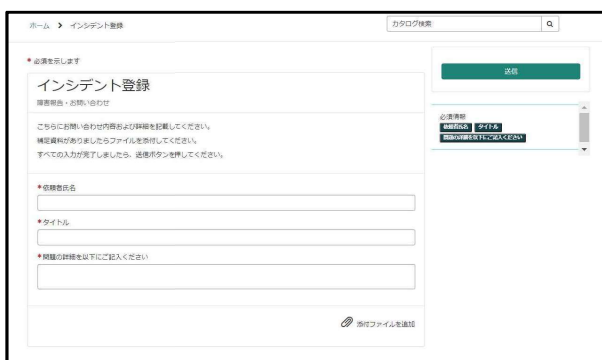 ホーム > インシデント登録
カタログ検索
* 必須を示します
インシデント登録
障害報告・お問い合わせ
こちらにお問い合わせ内容および詳細を記載してください。
補足資料がありましたらファイルを添付してください。
すべての入力が完了しましたら、送信ボタンを押してください。
*依頼者氏名
*タイトル
*問題の詳細を以下にご記入ください
添付ファイルを追加
送信
必須情報
依頼者氏名 タイトル
問題の詳細を以下にご記入ください